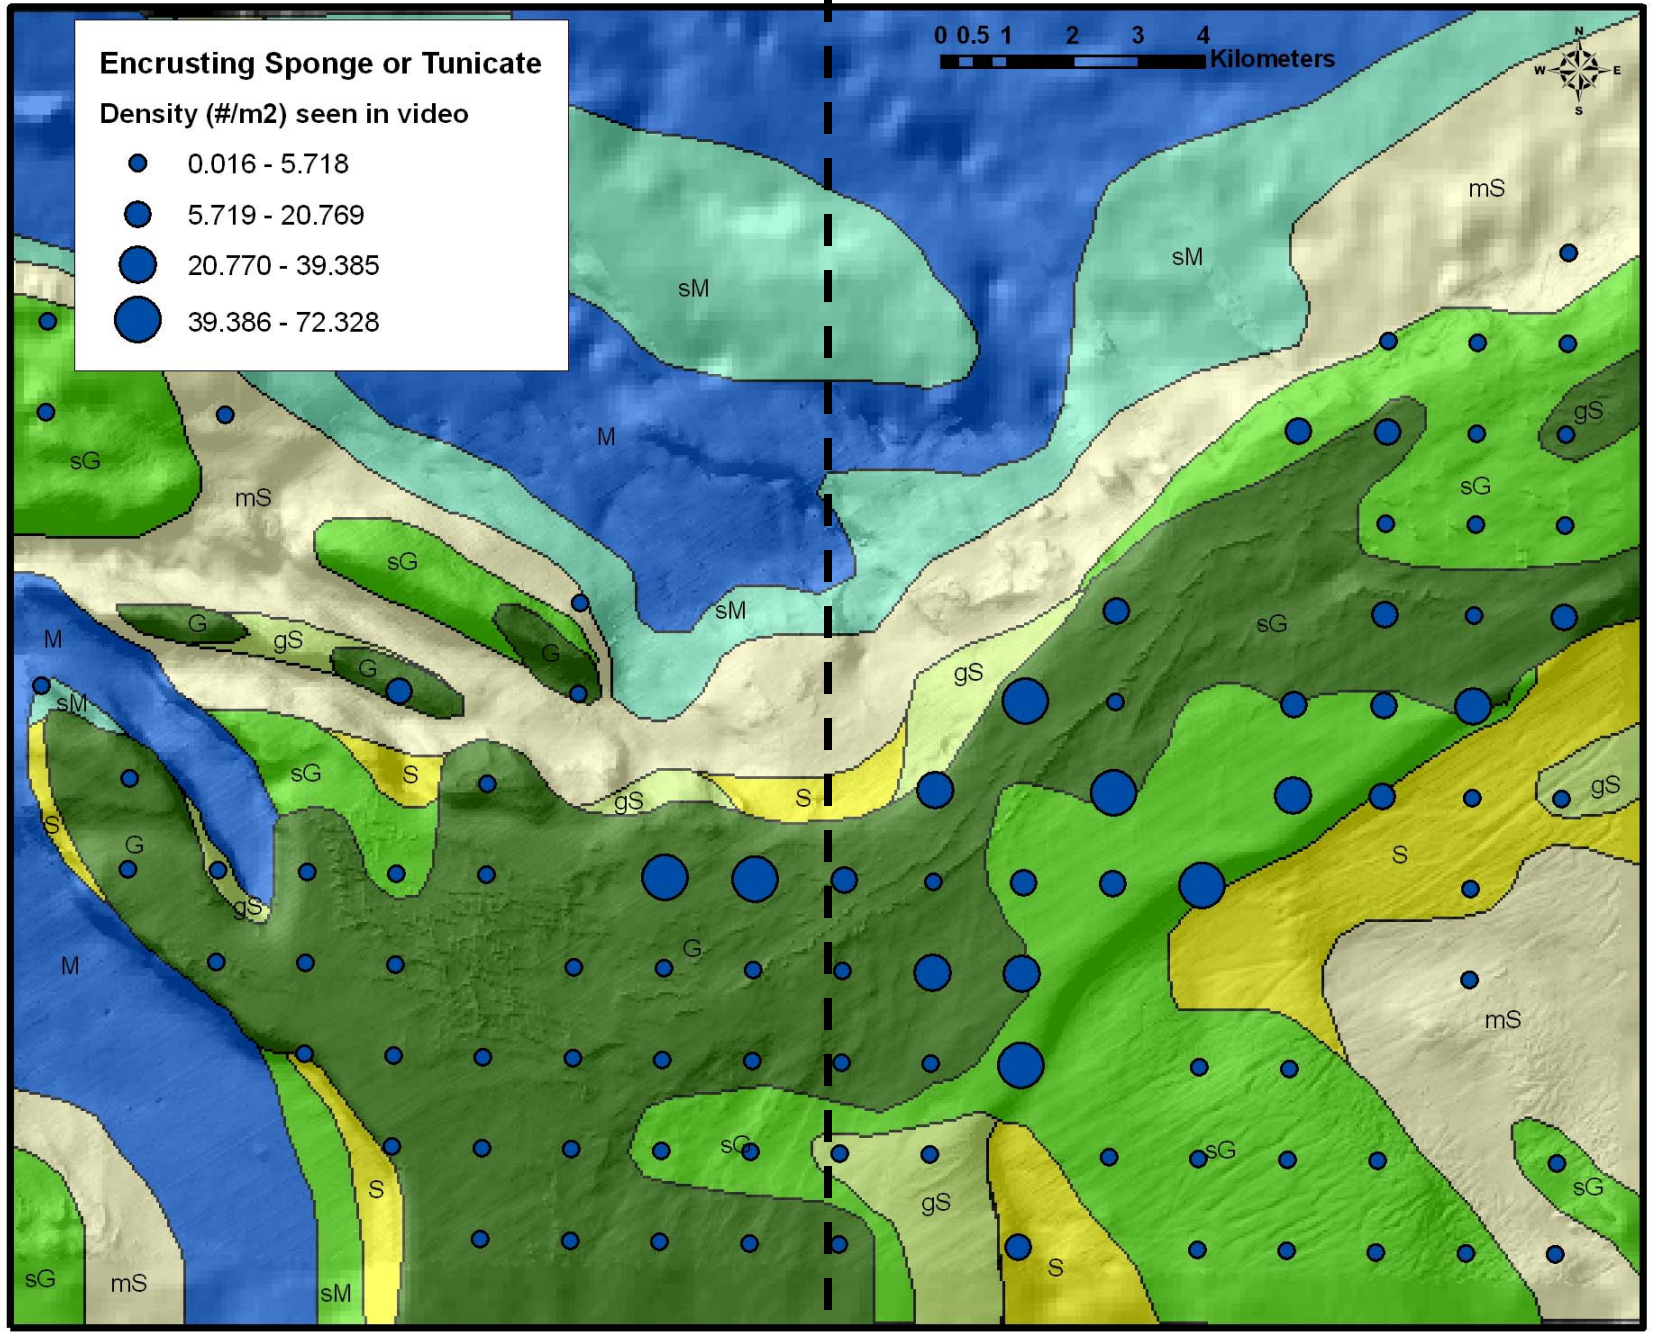 Encrusting Sponge or Tunicate
Density (#/m2) seen in video
0.016 - 5.718
5.719 - 20.769
20.770 - 39.385
39.386 - 72.328
0 0.5 1 2 3 4
Kilometers
N
W E
S
mS
sM
sM
gS
M
sG
sG
mS
sG
G
gS
M
sM
sG
G
G
gS
sM
sG
S
S
gS
S
gS
S
G
gS
G
M
mS
sG
sG
S
gS
sG
S
sG
mS
sM